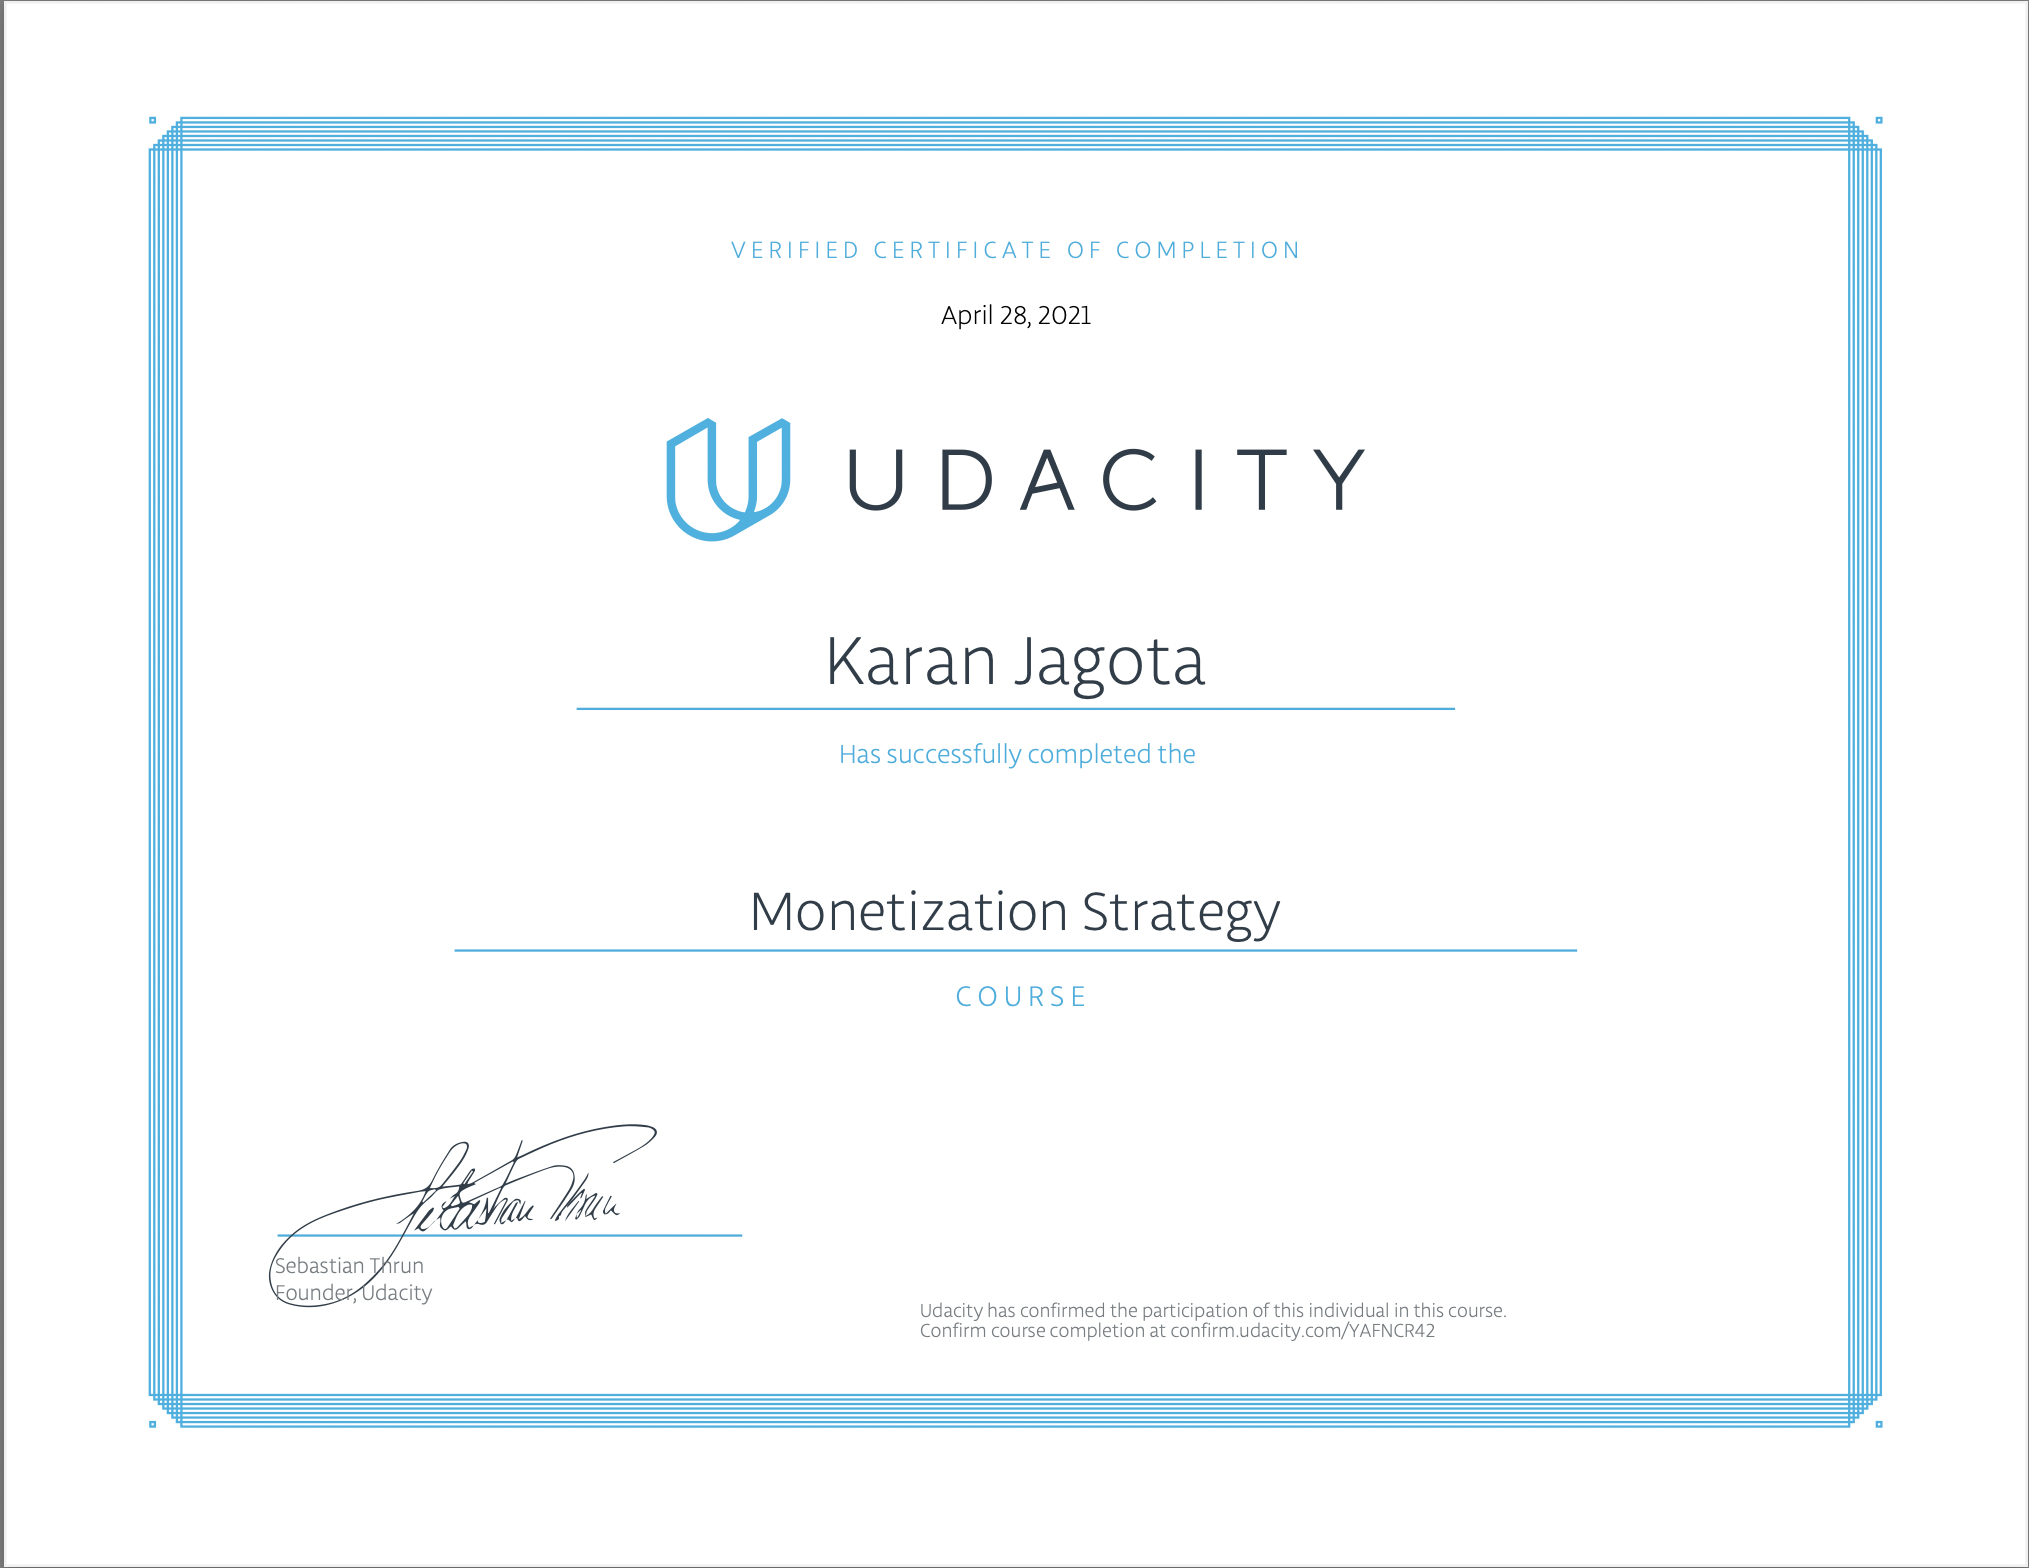 VERIFIED CERTIFICATE OF COMPLETION
April 28, 2021
UDACITY
Karan Jagota
Has successfully completed the
Monetization Strategy
COURSE
Sebastian Thrun
Sebastian Thrun
Founder, Udacity
Udacity has confirmed the participation of this individual in this course.
Confirm course completion at confirm.udacity.com/YAFNCR42